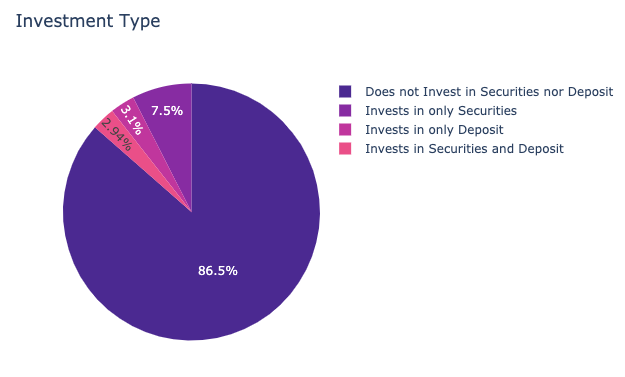 Investment Type
Does not Invest in Securities nor Deposit
Invests in only Securities
Invests in only Deposit
Invests in Securities and Deposit
7.5%
3.1%
2.94%
86.5%